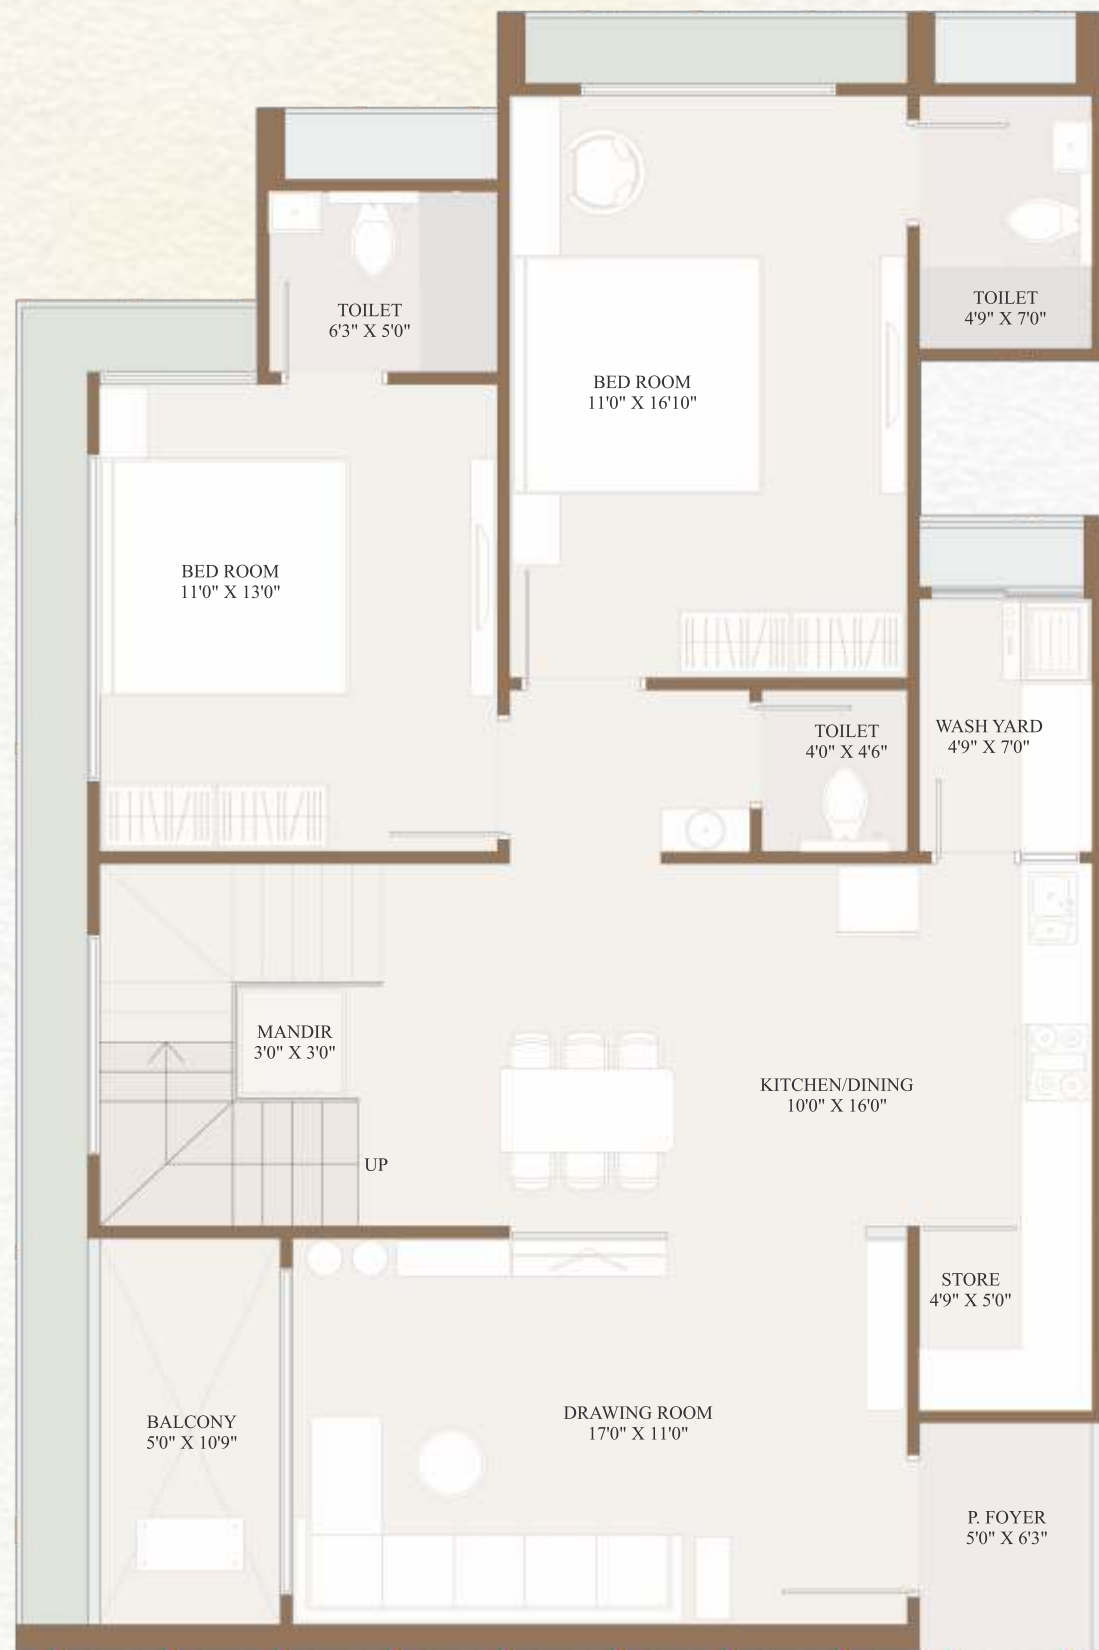 TOILET
6'3" X 5'0"
TOILET
4'9" X 7'0"
BED ROOM
11'0" X 16'10"
BED ROOM
11'0" X 13'0"
TOILET
4'0" X 4'6"
WASH YARD
4'9" X 7'0"
MANDIR
3'0" X 3'0"
KITCHEN/DINING
10'0" X 16'0"
UP
STORE
4'9" X 5'0"
DRAWING ROOM
17'0" X 11'0"
BALCONY
5'0" X 10'9"
P. FOYER
5'0" X 6'3"